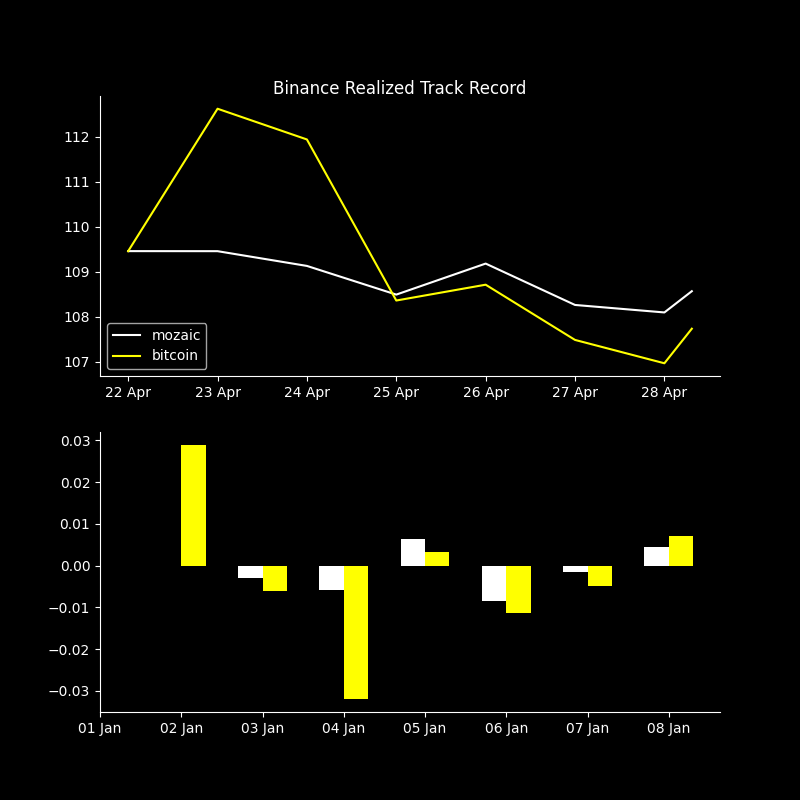 Binance Realized Track Record
112
111
110
109
108
107
mozaic
bitcoin
22 Apr 23 Apr 24 Apr 25 Apr 26 Apr 27 Apr 28 Apr
0.03
0.02
0.01
0.00
−0.01
−0.02
−0.03
01 Jan 02 Jan 03 Jan 04 Jan 05 Jan 06 Jan 07 Jan 08 Jan